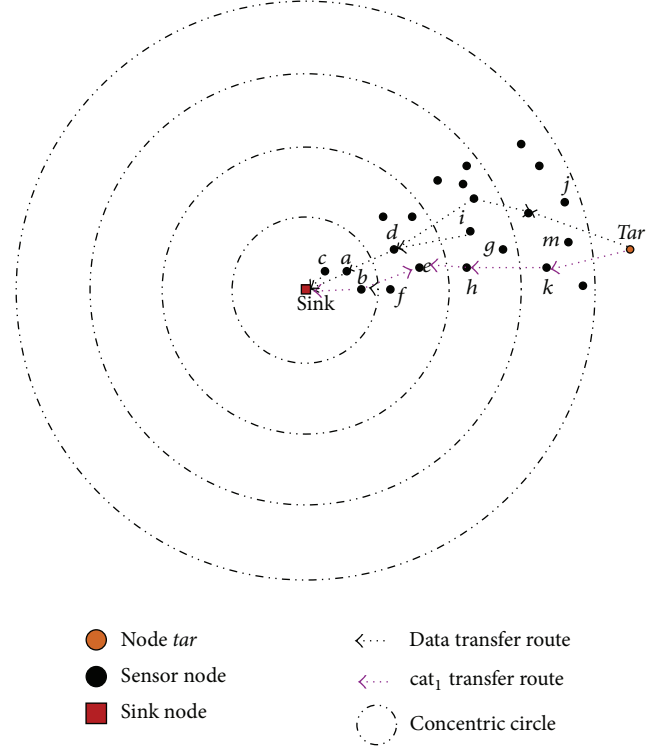 j
Tar
i
d
g
m
c
a
e
b
h
k
f
Sink
Node tar
Data transfer route
Sensor node
cat₁ transfer route
Sink node
Concentric circle